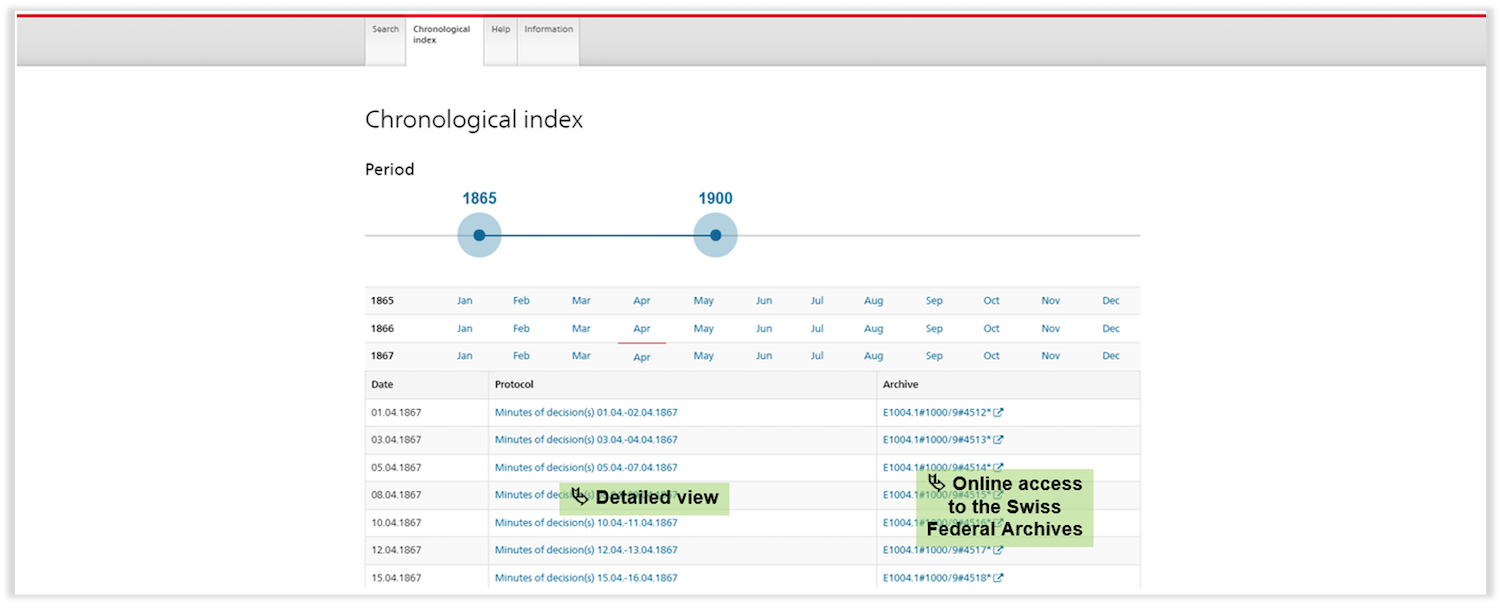 Search
Chronological
index
Help
Information
Chronological index
Period
1865
1900
1865 Jan Feb Mar Apr May Jun Jul Aug Sep Oct Nov Dec
1866 Jan Feb Mar Apr May Jun Jul Aug Sep Oct Nov Dec
1867 Jan Feb Mar Apr May Jun Jul Aug Sep Oct Nov Dec
Date Protocol Archive
01.04.1867 Minutes of decision(s) 01.04.-02.04.1867 E1004.1#1000/9#4512*
03.04.1867 Minutes of decision(s) 03.04.-04.04.1867 E1004.1#1000/9#4513*
05.04.1867 Minutes of decision(s) 05.04.-07.04.1867 E1004.1#1000/9#4514*
08.04.1867 Minutes of decision(s) E1004.1#1000/9#4515*
10.04.1867 Minutes of decision(s) 10.04.-11.04.1867 E1004.1#1000/9#4516*
12.04.1867 Minutes of decision(s) 12.04.-13.04.1867 E1004.1#1000/9#4517*
15.04.1867 Minutes of decision(s) 15.04.-16.04.1867 E1004.1#1000/9#4518*
Detailed view
Online access
to the Swiss
Federal Archives